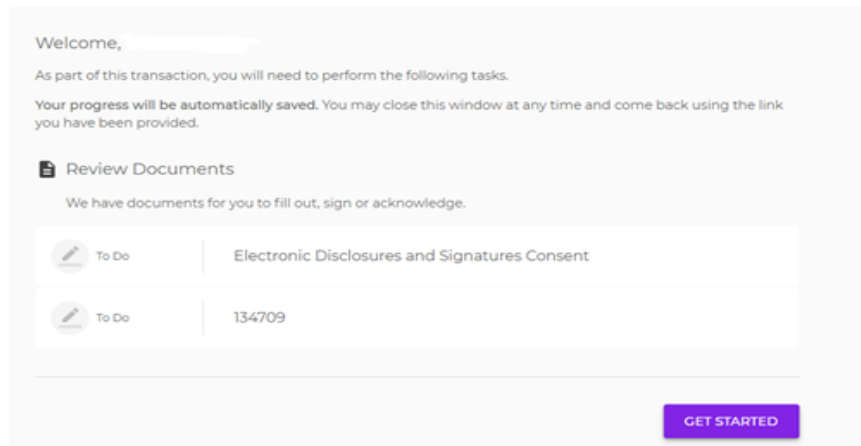 Welcome,
As part of this transaction, you will need to perform the following tasks.
Your progress will be automatically saved. You may close this window at any time and come back using the link
you have been provided.
Review Documents
We have documents for you to fill out, sign or acknowledge.
To Do
Electronic Disclosures and Signatures Consent
To Do
134709
GET STARTED